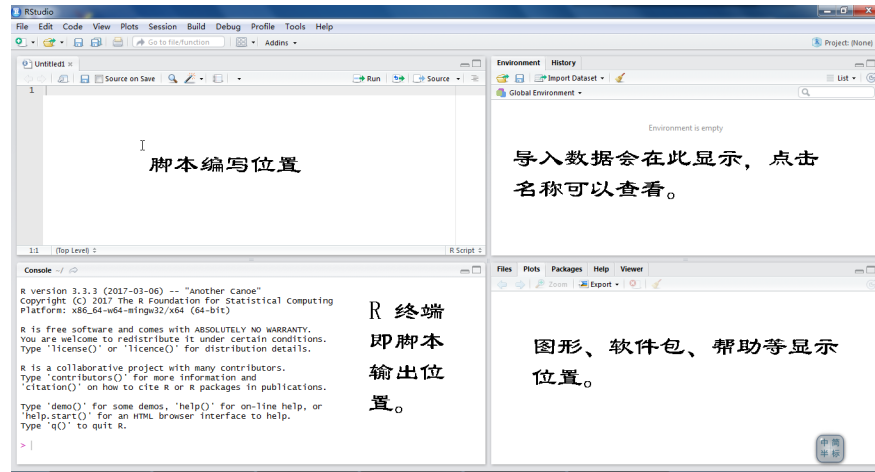 RStudio
File Edit Code View Plots Session Build Debug Profile Tools Help
Go to file/function Addins Project: (None)
Untitled1
Source on Save Run Source
1
脚本编写位置
1:1 (Top Level) R Script
Environment History
Import Dataset List
Global Environment
Environment is empty
导入数据会在此显示，点击
名称可以查看。
Console ~/
R version 3.3.3 (2017-03-06) -- "Another Canoe"
Copyright (C) 2017 The R Foundation for Statistical Computing
Platform: x86_64-w64-mingw32/x64 (64-bit)
R is free software and comes with ABSOLUTELY NO WARRANTY.
You are welcome to redistribute it under certain conditions.
Type 'license()' or 'licence()' for distribution details.
R is a collaborative project with many contributors.
Type 'contributors()' for more information and
'citation()' on how to cite R or R packages in publications.
Type 'demo()' for some demos, 'help()' for on-line help, or
'help.start()' for an HTML browser interface to help.
Type 'q()' to quit R.
>
R 终端
即脚本
输出位
置。
Files Plots Packages Help Viewer
Zoom Export
图形、软件包、帮助等显示
位置。
中 简
半 标